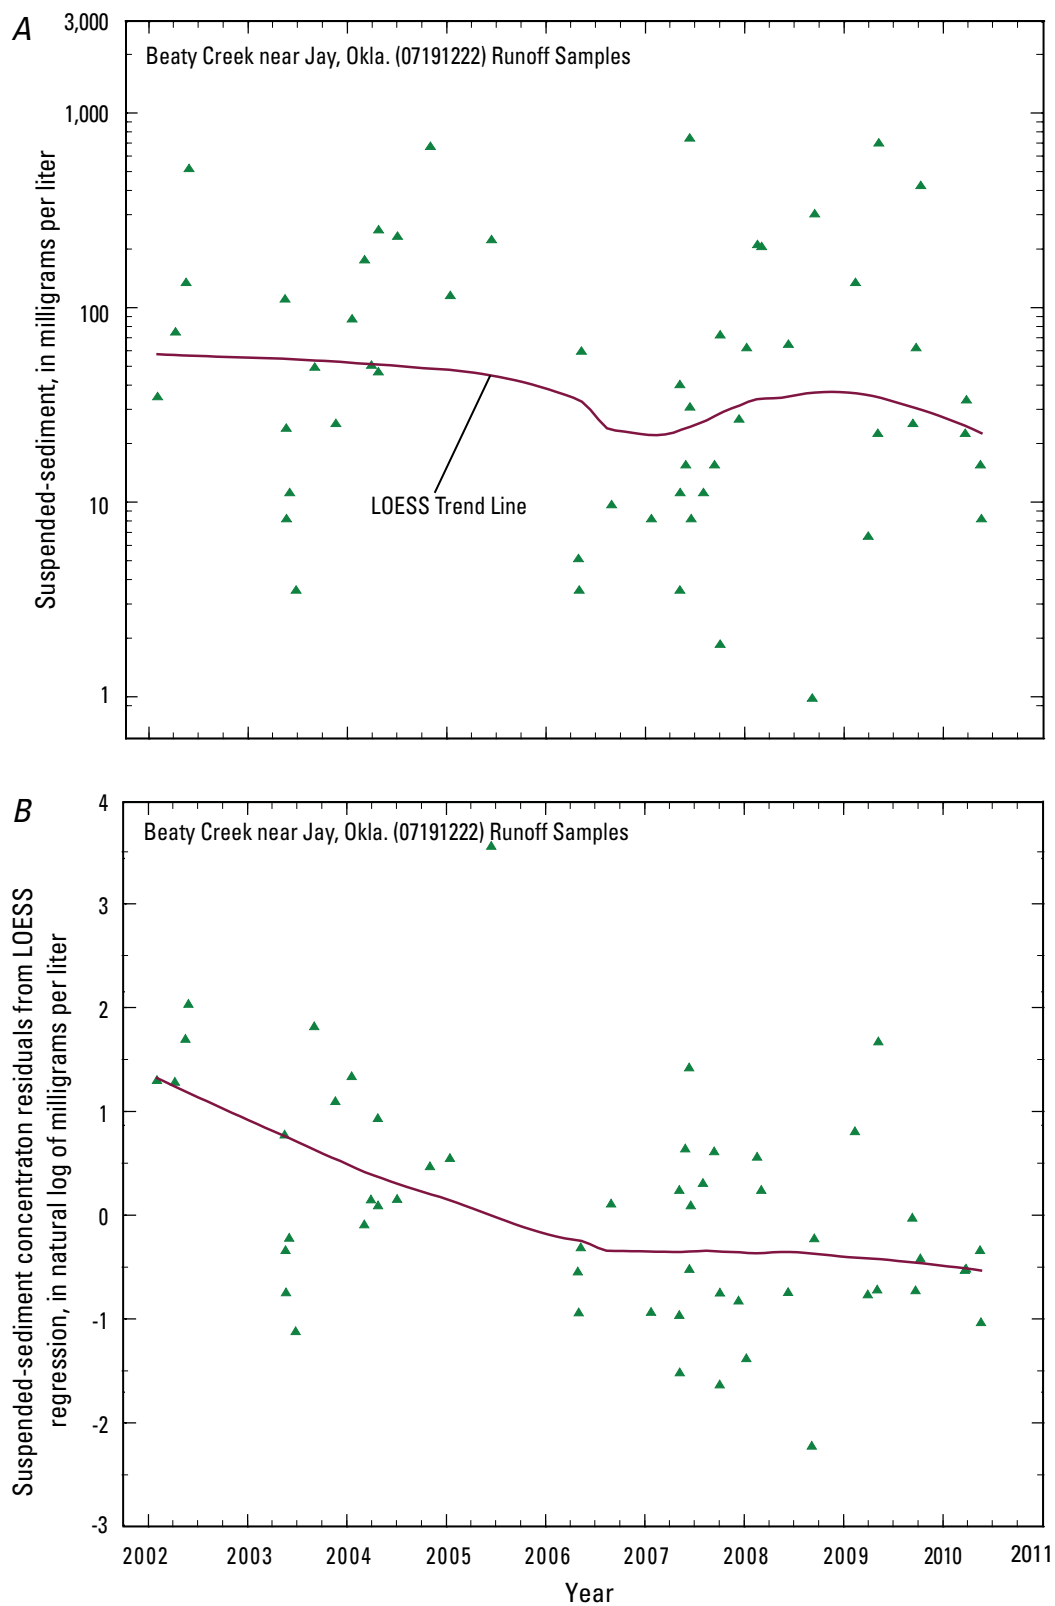 A
Beaty Creek near Jay, Okla. (07191222) Runoff Samples
Suspended-sediment, in milligrams per liter
3,000
1,000
100
10
1
LOESS Trend Line
B
Beaty Creek near Jay, Okla. (07191222) Runoff Samples
Suspended-sediment concentraton residuals from LOESS
regression, in natural log of milligrams per liter
4
3
2
1
0
-1
-2
-3
2002 2003 2004 2005 2006 2007 2008 2009 2010 2011
Year